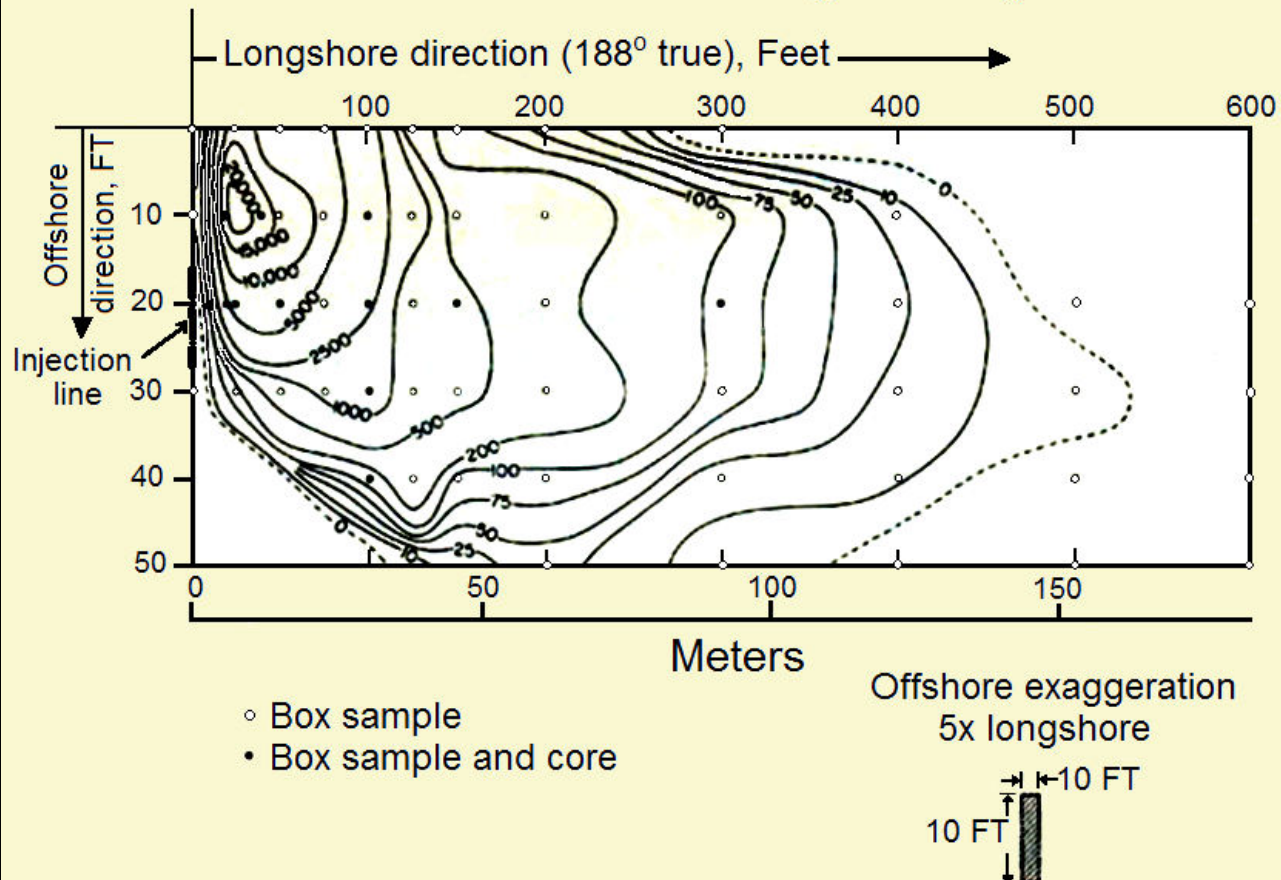 Longshore direction (188° true), Feet
100 200 300 400 500 600
Offshore
direction, FT
10
20
30
40
50
Injection
line
15,000
10,000
5000
2500
1000
500
200
100
75
50
25
10
0
100
75
50
25
10
0
0 50 100 150
Meters
Offshore exaggeration
5x longshore
Box sample
Box sample and core
10 FT
10 FT